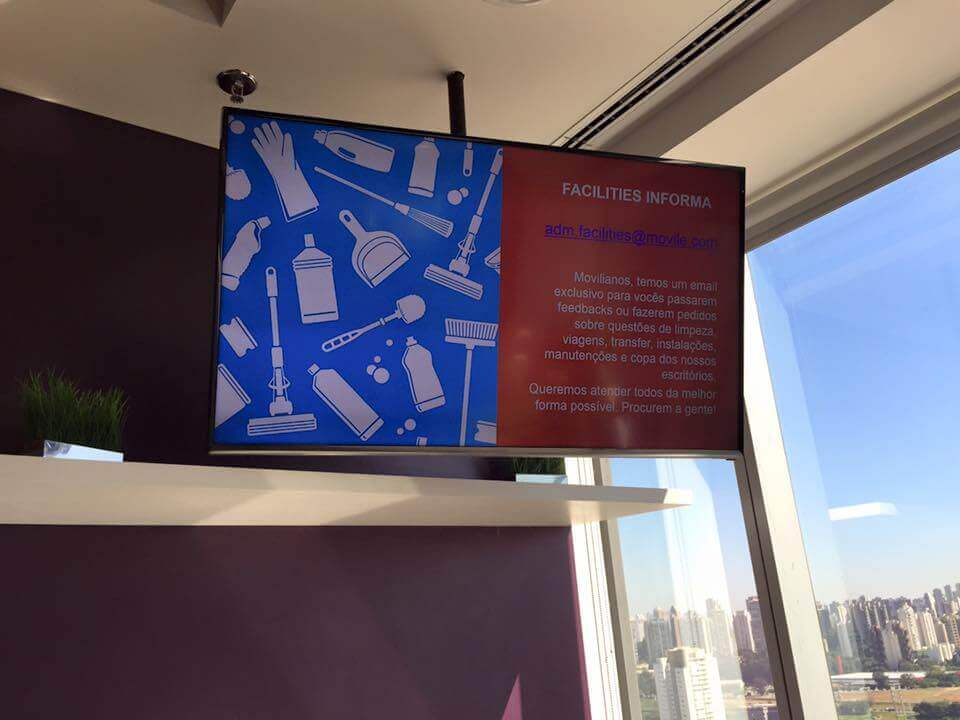 FACILITIES INFORMA
adm.facilities@movile.com
Movilianos, temos um email
exclusivo para vocês passarem
feedbacks ou fazerem pedidos
sobre questões de limpeza,
viagens, transfer, instalações,
manutenções e copa dos nossos
escritórios.
Queremos atender todos da melhor
forma possível. Procurem a gente!